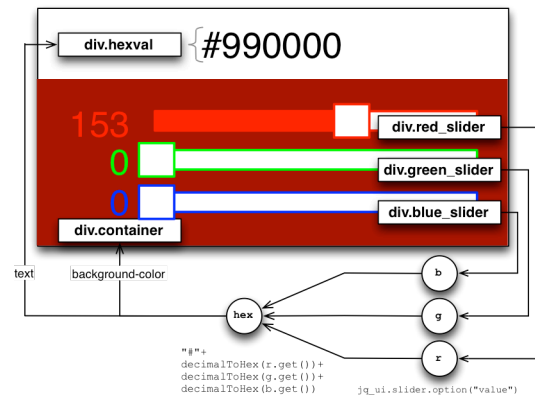 div.hexval
#990000
153
div.red_slider
0
div.green_slider
0
div.blue_slider
div.container
text
background-color
b
hex
g
r
"#"+
decimalToHex(r.get())+
decimalToHex(g.get())+
decimalToHex(b.get())
jq_ui.slider.option("value")